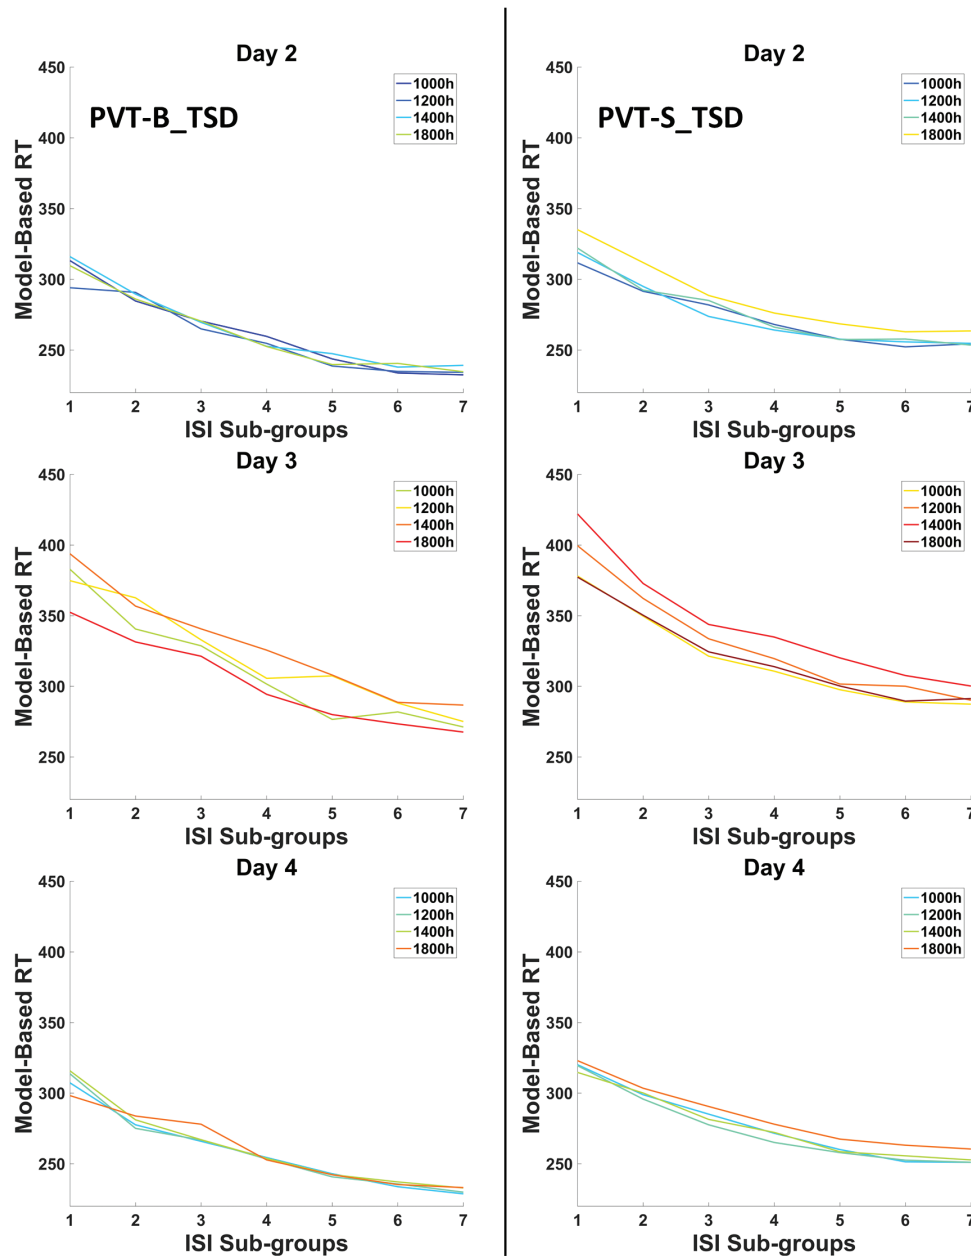 Day 2
450
400
350
300
250
Model-Based RT
PVT-B_TSD
1000h
1200h
1400h
1800h
1 2 3 4 5 6 7
ISI Sub-groups
Day 2
450
400
350
300
250
Model-Based RT
PVT-S_TSD
1000h
1200h
1400h
1800h
1 2 3 4 5 6 7
ISI Sub-groups
Day 3
450
400
350
300
250
Model-Based RT
1000h
1200h
1400h
1800h
1 2 3 4 5 6 7
ISI Sub-groups
Day 3
450
400
350
300
250
Model-Based RT
1000h
1200h
1400h
1800h
1 2 3 4 5 6 7
ISI Sub-groups
Day 4
450
400
350
300
250
Model-Based RT
1000h
1200h
1400h
1800h
1 2 3 4 5 6 7
ISI Sub-groups
Day 4
450
400
350
300
250
Model-Based RT
1000h
1200h
1400h
1800h
1 2 3 4 5 6 7
ISI Sub-groups